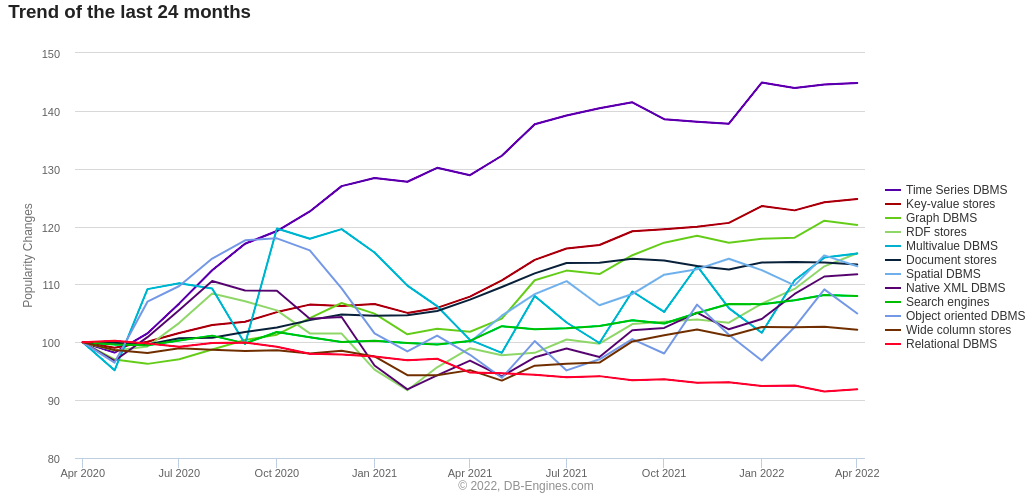 Trend of the last 24 months
150
140
130
120
110
100
90
80
Popularity Changes
Apr 2020
Jul 2020
Oct 2020
Jan 2021
Apr 2021
Jul 2021
Oct 2021
Jan 2022
Apr 2022
© 2022, DB-Engines.com
Time Series DBMS
Key-value stores
Graph DBMS
RDF stores
Multivalue DBMS
Document stores
Spatial DBMS
Native XML DBMS
Search engines
Object oriented DBMS
Wide column stores
Relational DBMS